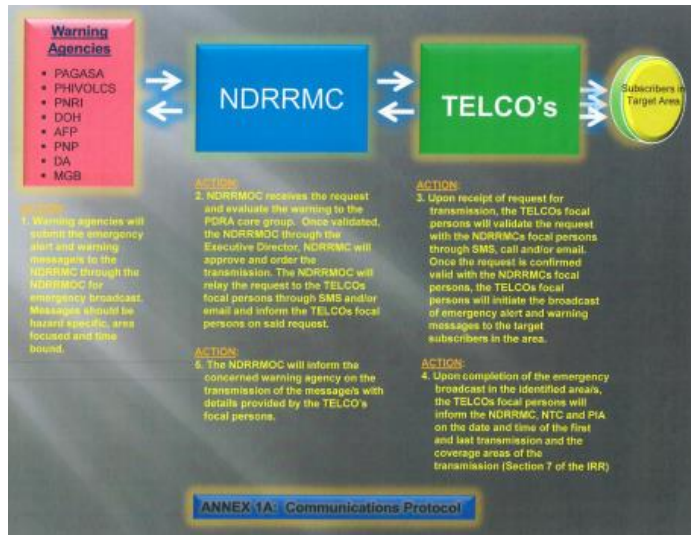 Warning
Agencies
• PAGASA
• PHIVOLCS
• PNRI
• DOH
• AFP
• PNP
• DA
• MGB
NDRRMC
TELCO's
Subscribers in
Target Area
ACTION:
1. Warning agencies will
submit the emergency
alert and warning
message/s to the
NDRRMC through the
NDRRMOC for
emergency broadcast.
Messages should be
hazard specific, area
focused and time
bound.
ACTION:
2. NDRRMOC receives the request
and evaluate the warning to the
PDRA core group. Once validated,
the NDRRMOC through the
Executive Director, NDRRMC will
approve and order the
transmission. The NDRRMOC will
relay the request to the TELCOs
focal persons through SMS and/or
email and inform the TELCOs focal
persons on said request.
ACTION:
5. The NDRRMOC will inform the
concerned warning agency on the
transmission of the message/s with
details provided by the TELCO's
focal persons.
ACTION:
3. Upon receipt of request for
transmission, the TELCOs focal
persons will validate the request
with the NDRRMCs focal persons
through SMS, call and/or email.
Once the request is confirmed
valid with the NDRRMCs focal
persons, the TELCOs focal
persons will initiate the broadcast
of emergency alert and warning
messages to the target
subscribers in the area.
ACTION:
4. Upon completion of the emergency
broadcast in the identified area/s,
the TELCOs focal persons will
inform the NDRRMC, NTC and PIA
on the date and time of the first
and last transmission and the
coverage areas of the
transmission (Section 7 of the IRR)
ANNEX 1A: Communications Protocol